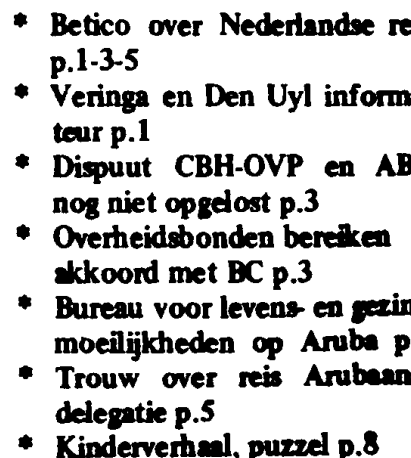 * Betico over Nederlandse re
p.1-3-5
* Veringa en Den Uyl inform
teur p.1
* Dispuut CBH-OVP en AB
nog niet opgelost p.3
* Overheidsbonden bereiken
akkoord met BC p.3
* Bureau voor levens- en gezin
moeilijkheden op Aruba p
* Trouw over reis Arubaan
delegatie p.5
* Kinderverhaal, puzzel p.8